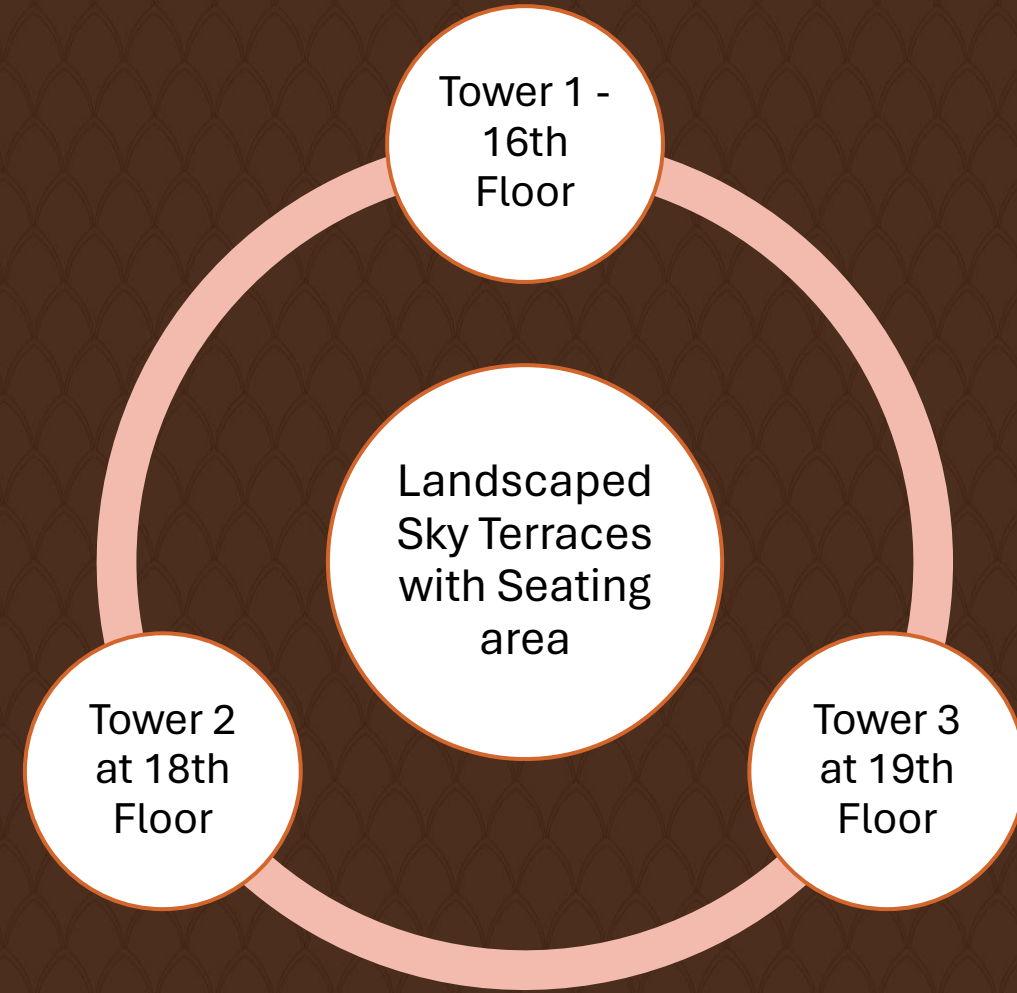 Tower 1 -
16th
Floor
Landscaped
Sky Terraces
with Seating
area
Tower 2
at 18th
Floor
Tower 3
at 19th
Floor